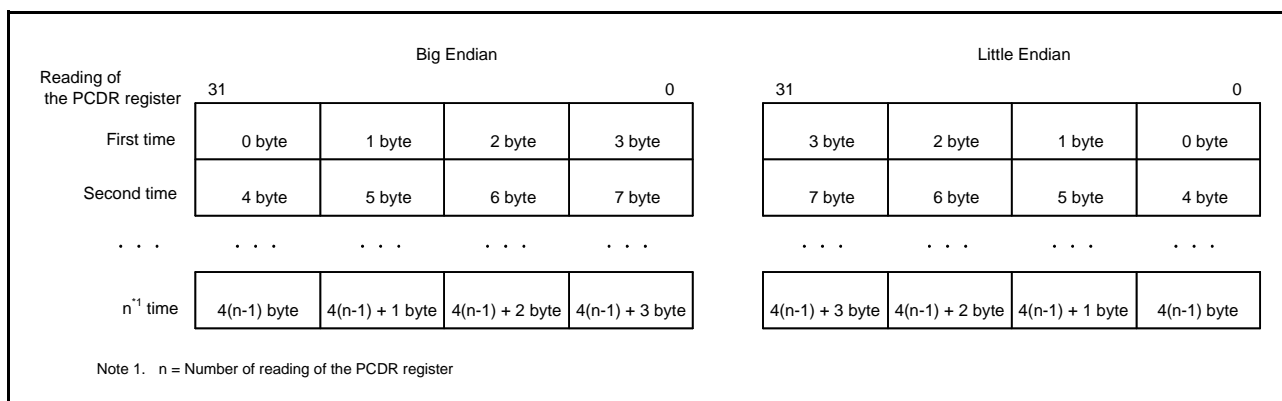 Big Endian Little Endian
Reading of
the PCDR register
31 0 31 0
First time 0 byte 1 byte 2 byte 3 byte 3 byte 2 byte 1 byte 0 byte
Second time 4 byte 5 byte 6 byte 7 byte 7 byte 6 byte 5 byte 4 byte
. . . . . . . . . . . . . . . . . . . . . . . . . . .
n*1 time 4(n-1) byte 4(n-1) + 1 byte 4(n-1) + 2 byte 4(n-1) + 3 byte 4(n-1) + 3 byte 4(n-1) + 2 byte 4(n-1) + 1 byte 4(n-1) byte
Note 1. n = Number of reading of the PCDR register